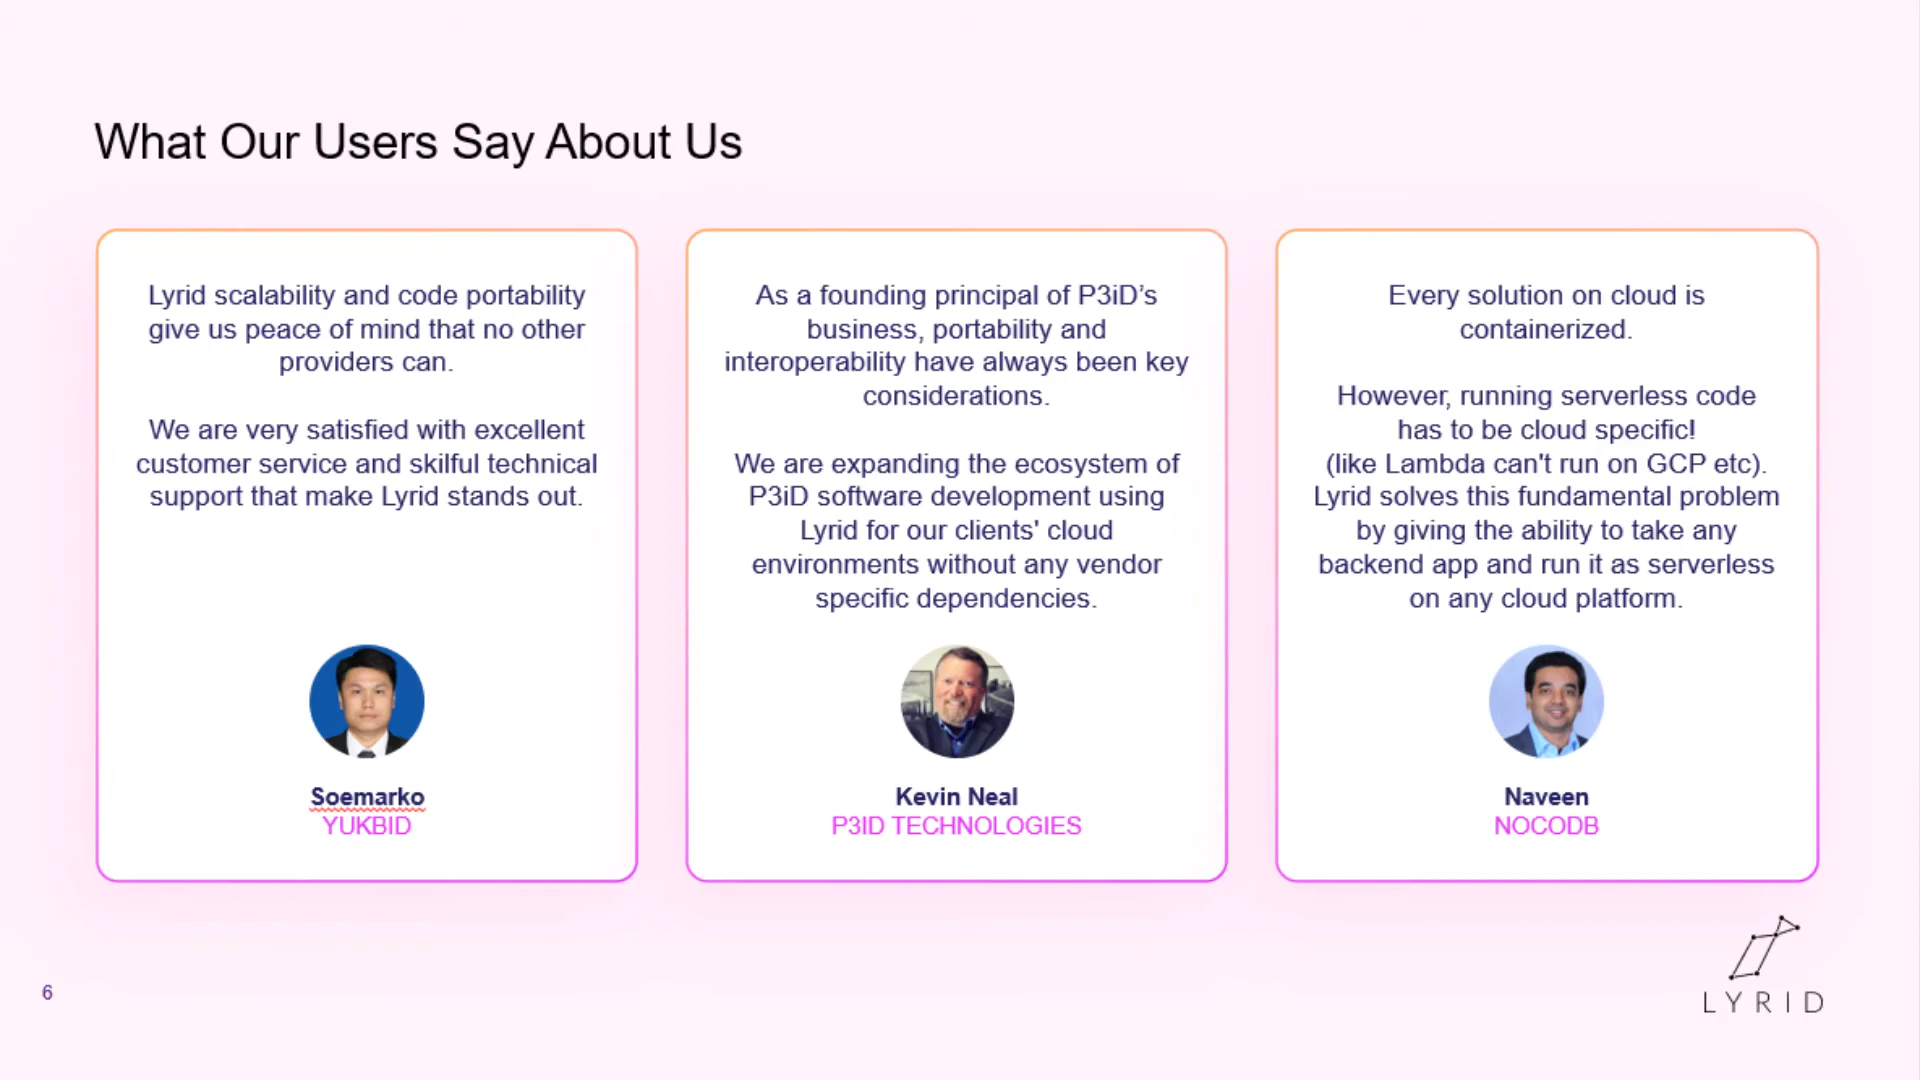 What Our Users Say About Us
Lyrid scalability and code portability
give us peace of mind that no other
providers can.
We are very satisfied with excellent
customer service and skilful technical
support that make Lyrid stands out.
Soemarko
YUKBID
As a founding principal of P3iD’s
business, portability and
interoperability have always been key
considerations.
We are expanding the ecosystem of
P3iD software development using
Lyrid for our clients' cloud
environments without any vendor
specific dependencies.
Kevin Neal
P3ID TECHNOLOGIES
Every solution on cloud is
containerized.
However, running serverless code
has to be cloud specific!
(like Lambda can't run on GCP etc).
Lyrid solves this fundamental problem
by giving the ability to take any
backend app and run it as serverless
on any cloud platform.
Naveen
NOCODB
6
LYRID